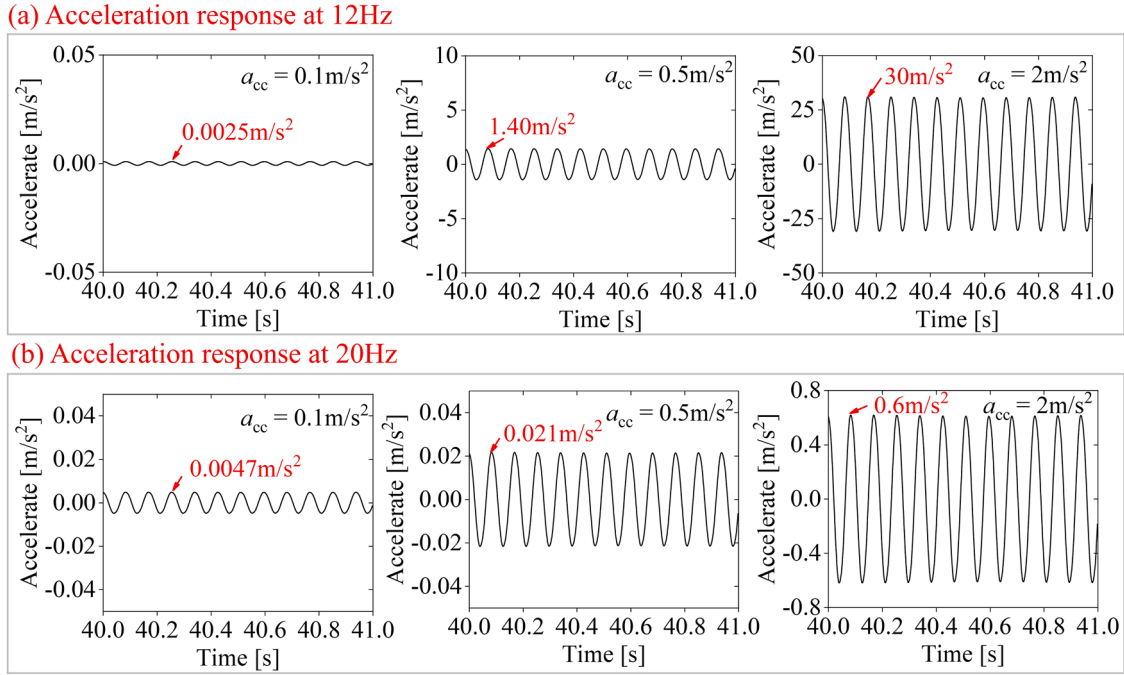 (a) Acceleration response at 12Hz
0.05
0.00
-0.05
Accelerate [m/s²]
a_cc = 0.1m/s²
0.0025m/s²
40.0 40.2 40.4 40.6 40.8 41.0
Time [s]
10
5
0
-5
-10
Accelerate [m/s²]
a_cc = 0.5m/s²
1.40m/s²
40.0 40.2 40.4 40.6 40.8 41.0
Time [s]
50
25
0
-25
-50
Accelerate [m/s²]
30m/s²
a_cc = 2m/s²
40.0 40.2 40.4 40.6 40.8 41.0
Time [s]
(b) Acceleration response at 20Hz
0.04
0.02
0.00
-0.02
-0.04
Accelerate [m/s²]
a_cc = 0.1m/s²
0.0047m/s²
40.0 40.2 40.4 40.6 40.8 41.0
Time [s]
0.04
0.02
0.00
-0.02
-0.04
Accelerate [m/s²]
a_cc = 0.5m/s²
0.021m/s²
40.0 40.2 40.4 40.6 40.8 41.0
Time [s]
0.8
0.4
0.0
-0.4
-0.8
Accelerate [m/s²]
0.6m/s²
a_cc = 2m/s²
40.0 40.2 40.4 40.6 40.8 41.0
Time [s]